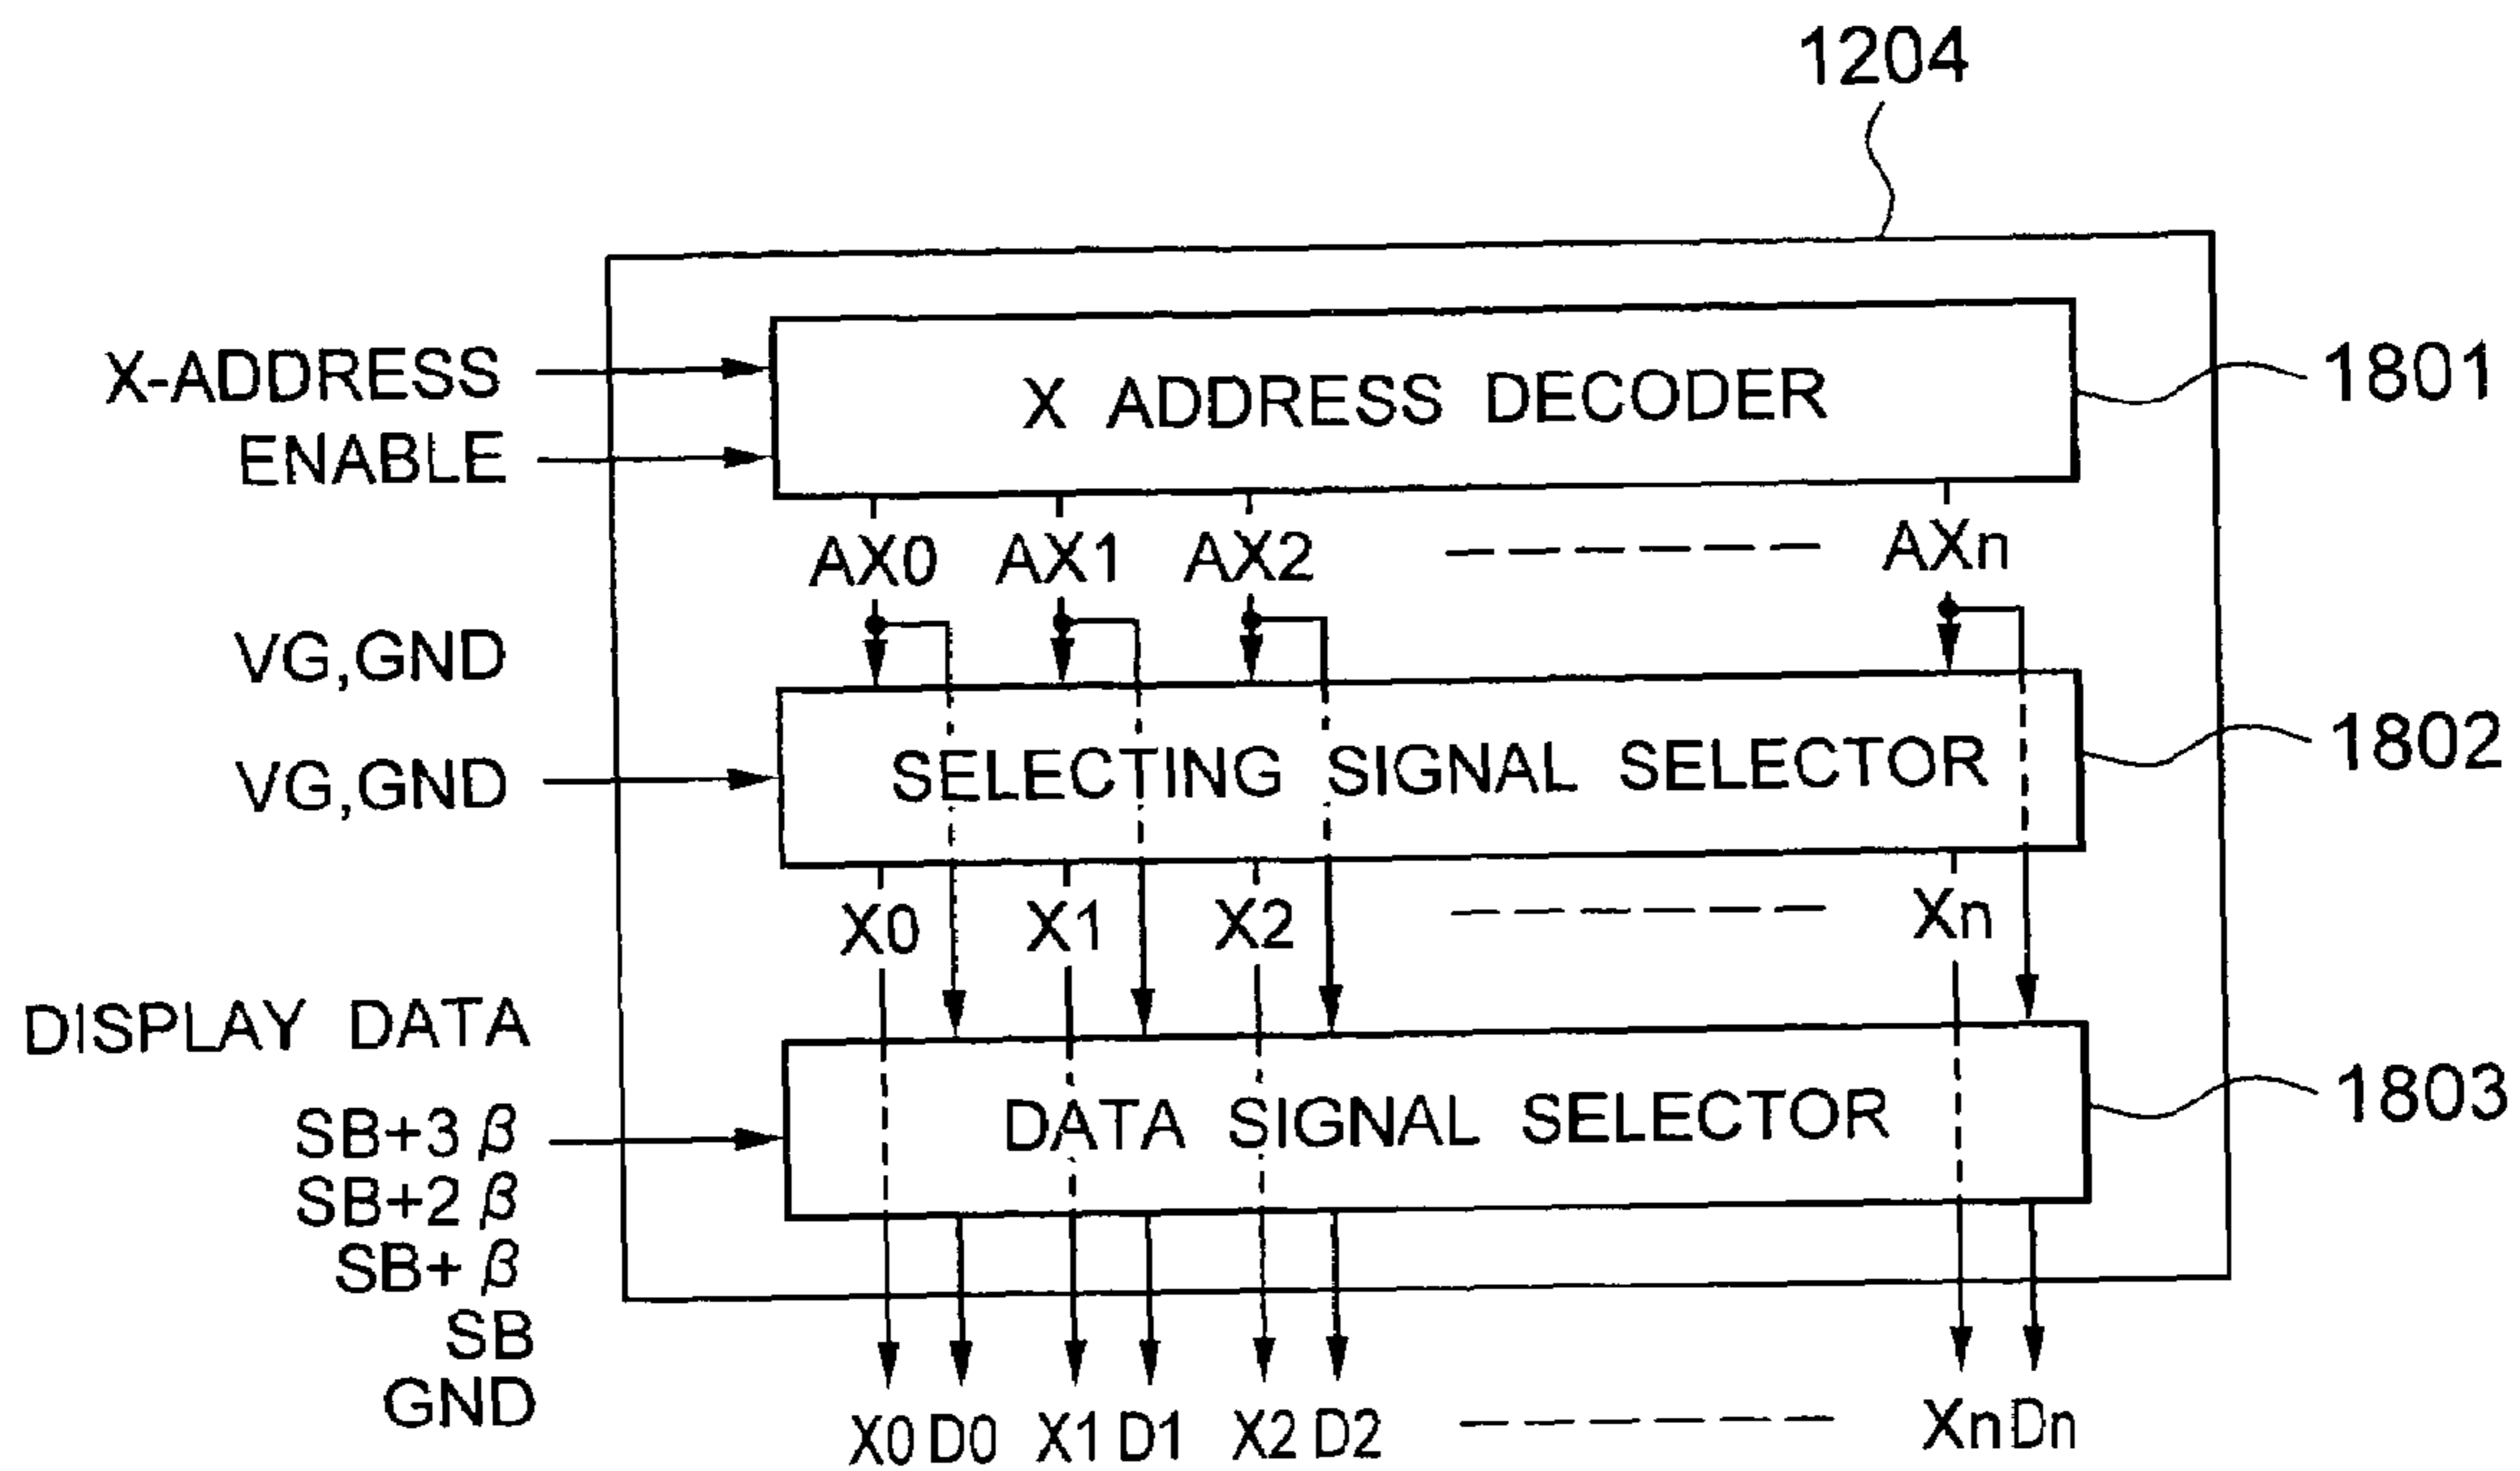 1204
X-ADDRESS
X ADDRESS DECODER
1801
ENABLE
AX0 AX1 AX2 AXn
VG,GND
VG,GND
SELECTING SIGNAL SELECTOR
1802
X0 X1 X2 Xn
DISPLAY DATA
SB+3β
DATA SIGNAL SELECTOR
1803
SB+2β
SB+β
SB
GND
X0 D0 X1 D1 X2 D2 Xn Dn